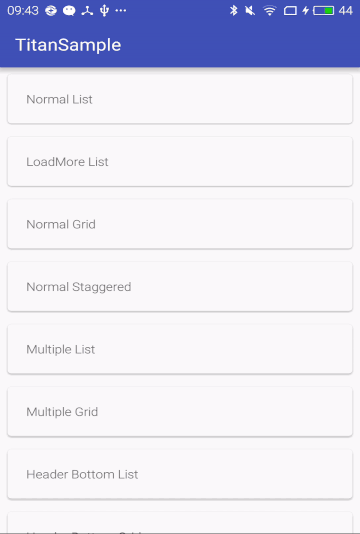 09:43 44
TitanSample
Normal List
LoadMore List
Normal Grid
Normal Staggered
Multiple List
Multiple Grid
Header Bottom List